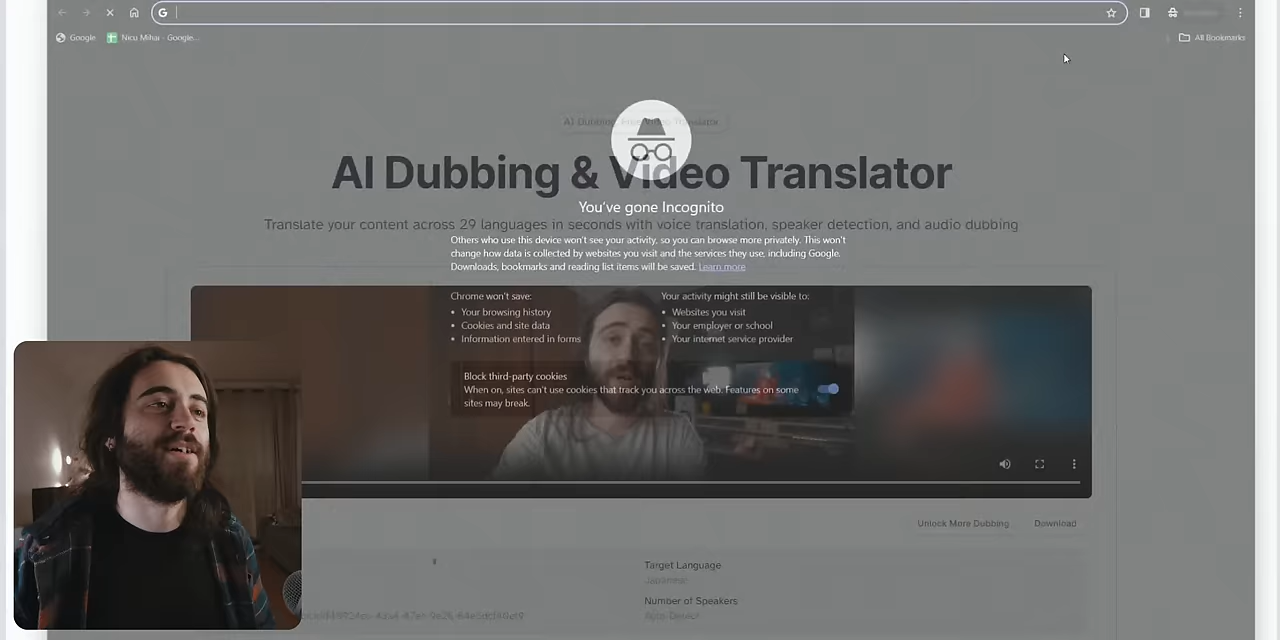 Google
Nicu Mihai - Google...
All Bookmarks
AI Dubbing
AI Dubbing & Video Translator
You've gone Incognito
Translate your content across 29 languages in seconds with voice translation, speaker detection, and audio dubbing
Others who use this device won't see your activity, so you can browse more privately. This won't
change how data is collected by websites you visit and the services they use, including Google.
Downloads, bookmarks and reading list items will be saved. Learn more
Chrome won't save:
• Your browsing history
• Cookies and site data
• Information entered in forms
Your activity might still be visible to:
• Websites you visit
• Your employer or school
• Your internet service provider
Block third-party cookies
When on, sites can't use cookies that track you across the web. Features on some
sites may break.
Unlock More Dubbing
Download
Target Language
Japanese
Number of Speakers
Auto Detect